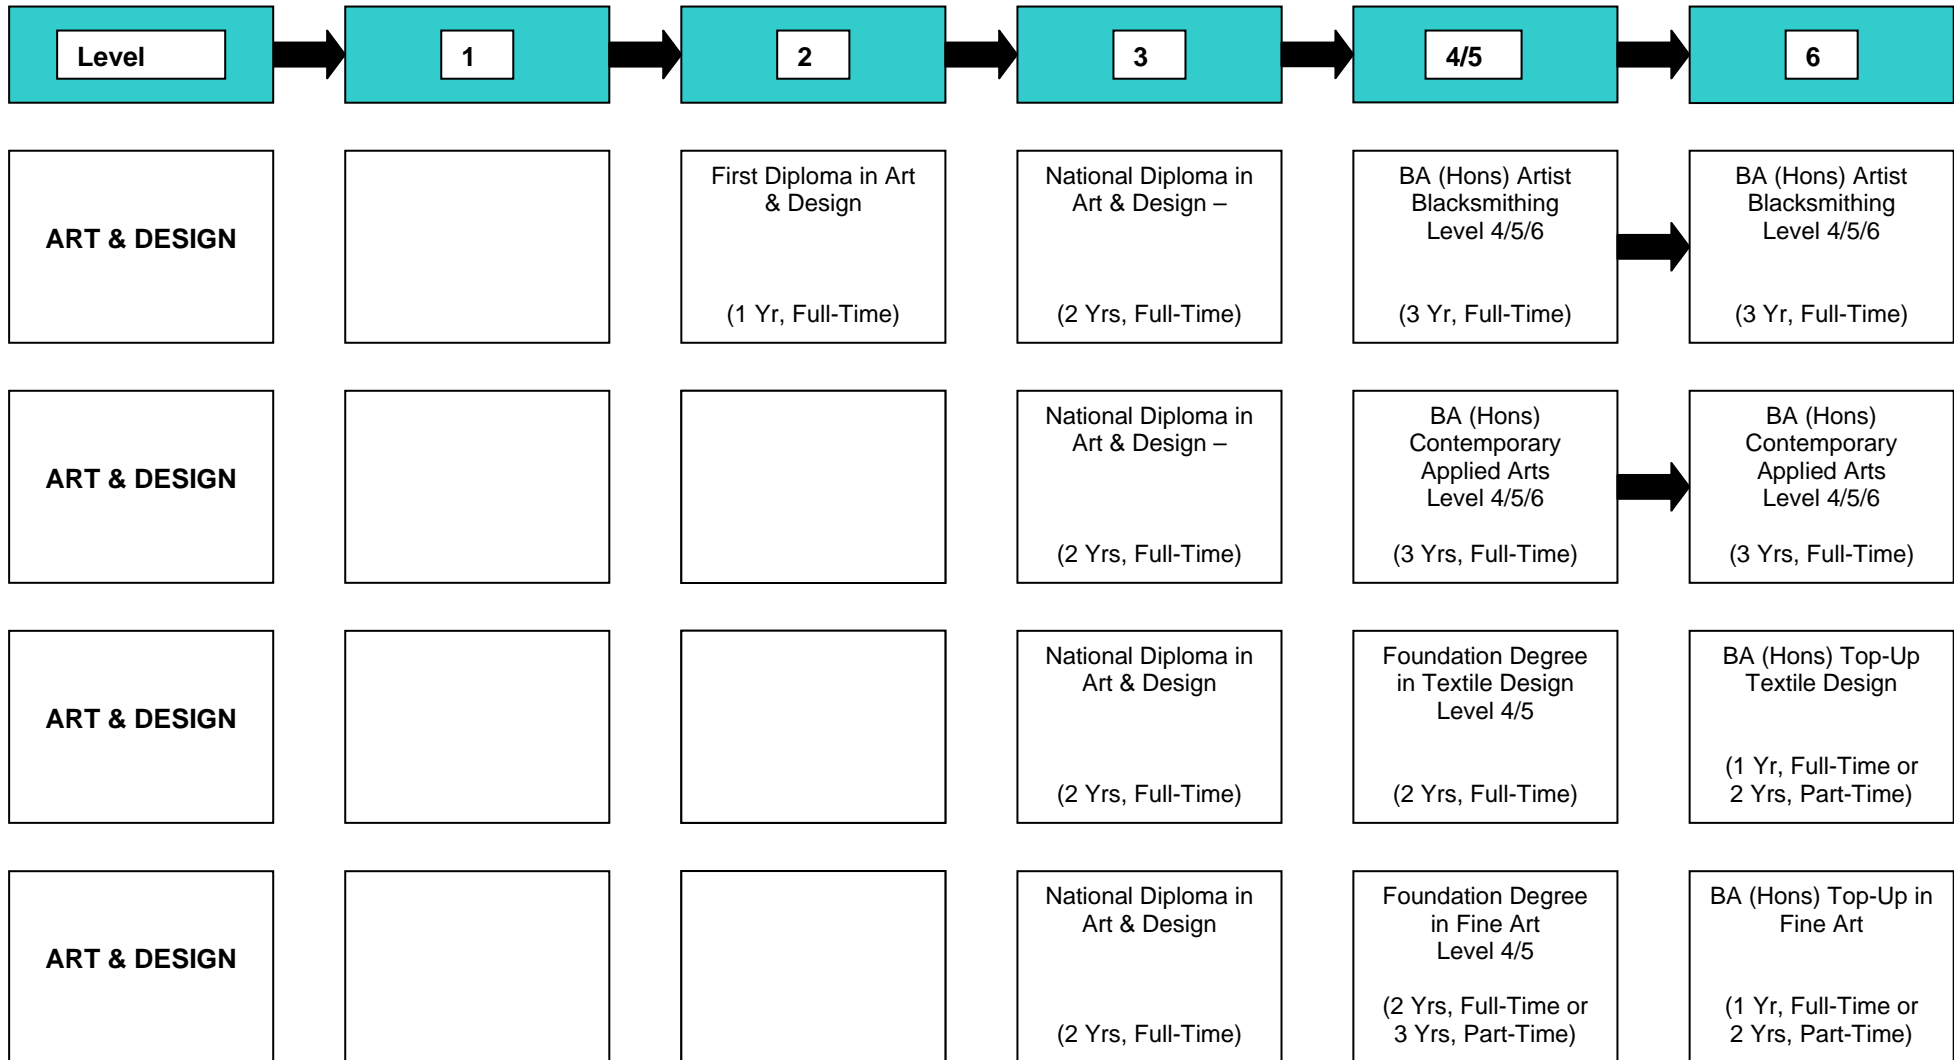 Level
1
2
3
4/5
6
ART & DESIGN
First Diploma in Art
& Design
(1 Yr, Full-Time)
National Diploma in
Art & Design –
(2 Yrs, Full-Time)
BA (Hons) Artist
Blacksmithing
Level 4/5/6
(3 Yr, Full-Time)
BA (Hons) Artist
Blacksmithing
Level 4/5/6
(3 Yr, Full-Time)
ART & DESIGN
National Diploma in
Art & Design –
(2 Yrs, Full-Time)
BA (Hons)
Contemporary
Applied Arts
Level 4/5/6
(3 Yrs, Full-Time)
BA (Hons)
Contemporary
Applied Arts
Level 4/5/6
(3 Yrs, Full-Time)
ART & DESIGN
National Diploma in
Art & Design
(2 Yrs, Full-Time)
Foundation Degree
in Textile Design
Level 4/5
(2 Yrs, Full-Time)
BA (Hons) Top-Up
Textile Design
(1 Yr, Full-Time or
2 Yrs, Part-Time)
ART & DESIGN
National Diploma in
Art & Design
(2 Yrs, Full-Time)
Foundation Degree
in Fine Art
Level 4/5
(2 Yrs, Full-Time or
3 Yrs, Part-Time)
BA (Hons) Top-Up in
Fine Art
(1 Yr, Full-Time or
2 Yrs, Part-Time)